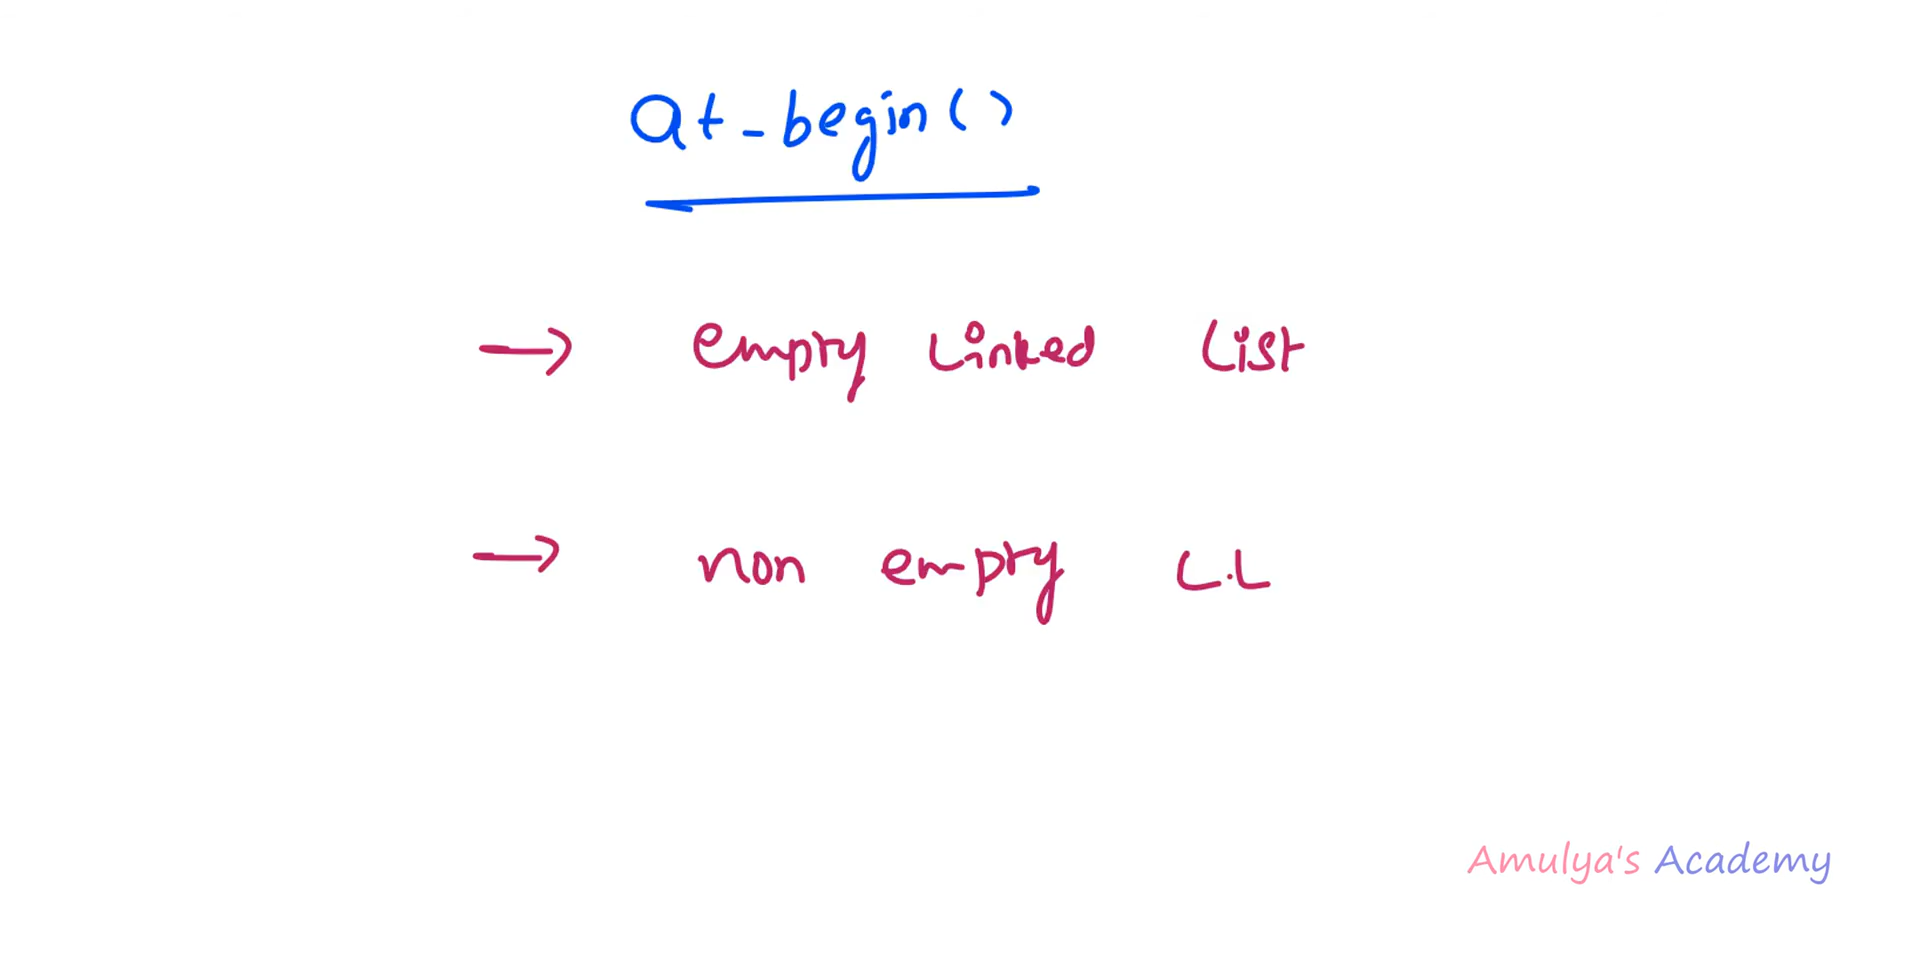 at_begin()
→ empty Linked List
→ non empty L.L
Amulya's Academy